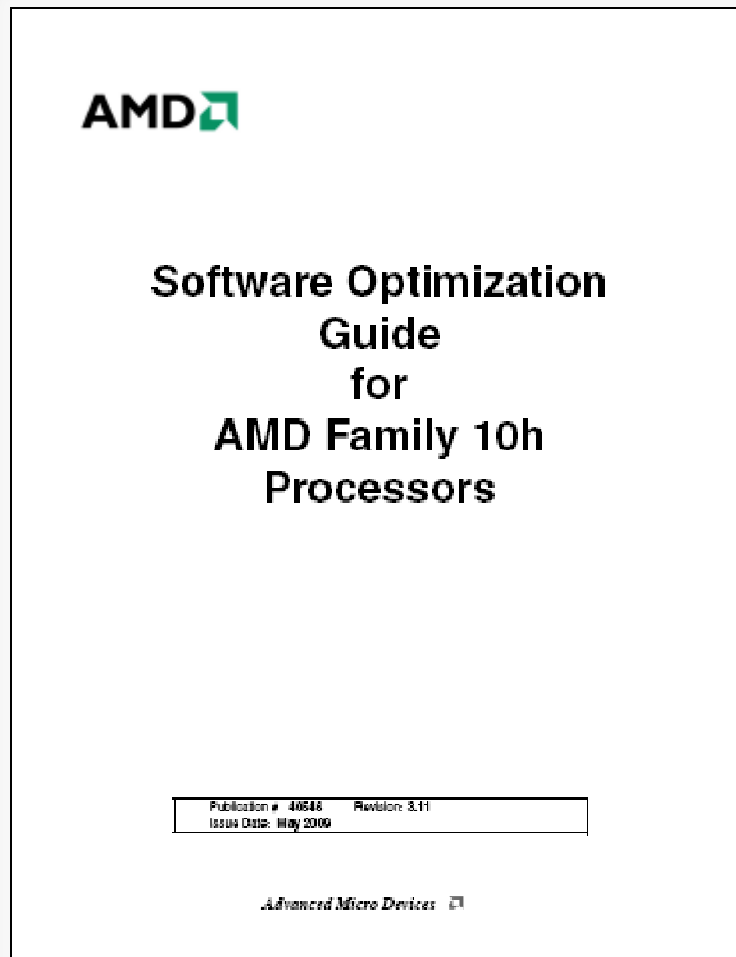 AMD
Software Optimization
Guide
for
AMD Family 10h
Processors
Publication # 40546 Revision: 3.11
Issue Date: May 2009
Advanced Micro Devices